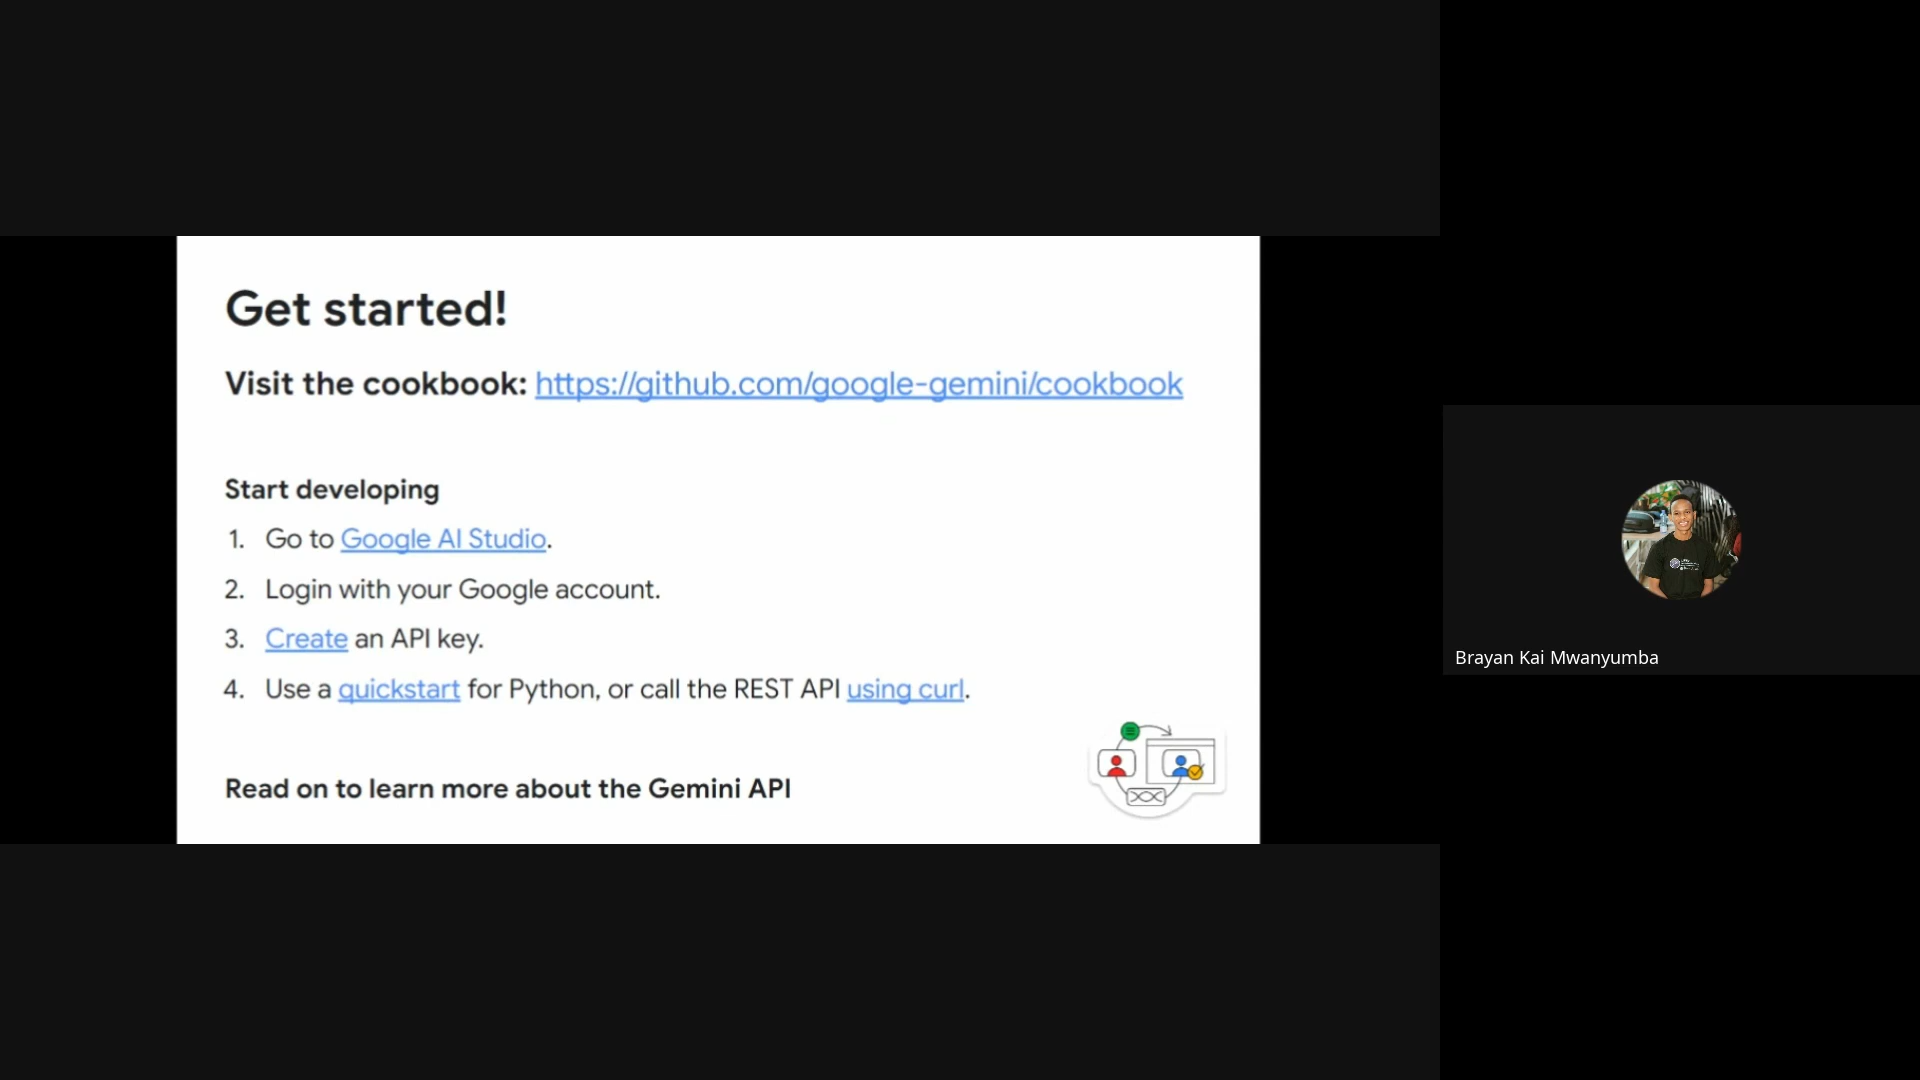 Get started!
Visit the cookbook: https://github.com/google-gemini/cookbook
Start developing
1. Go to Google AI Studio.
2. Login with your Google account.
3. Create an API key.
4. Use a quickstart for Python, or call the REST API using curl.
Read on to learn more about the Gemini API
Brayan Kai Mwanyumba